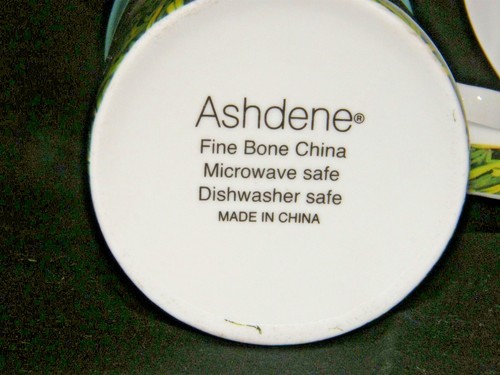 Ashdene®
Fine Bone China
Microwave safe
Dishwasher safe
MADE IN CHINA